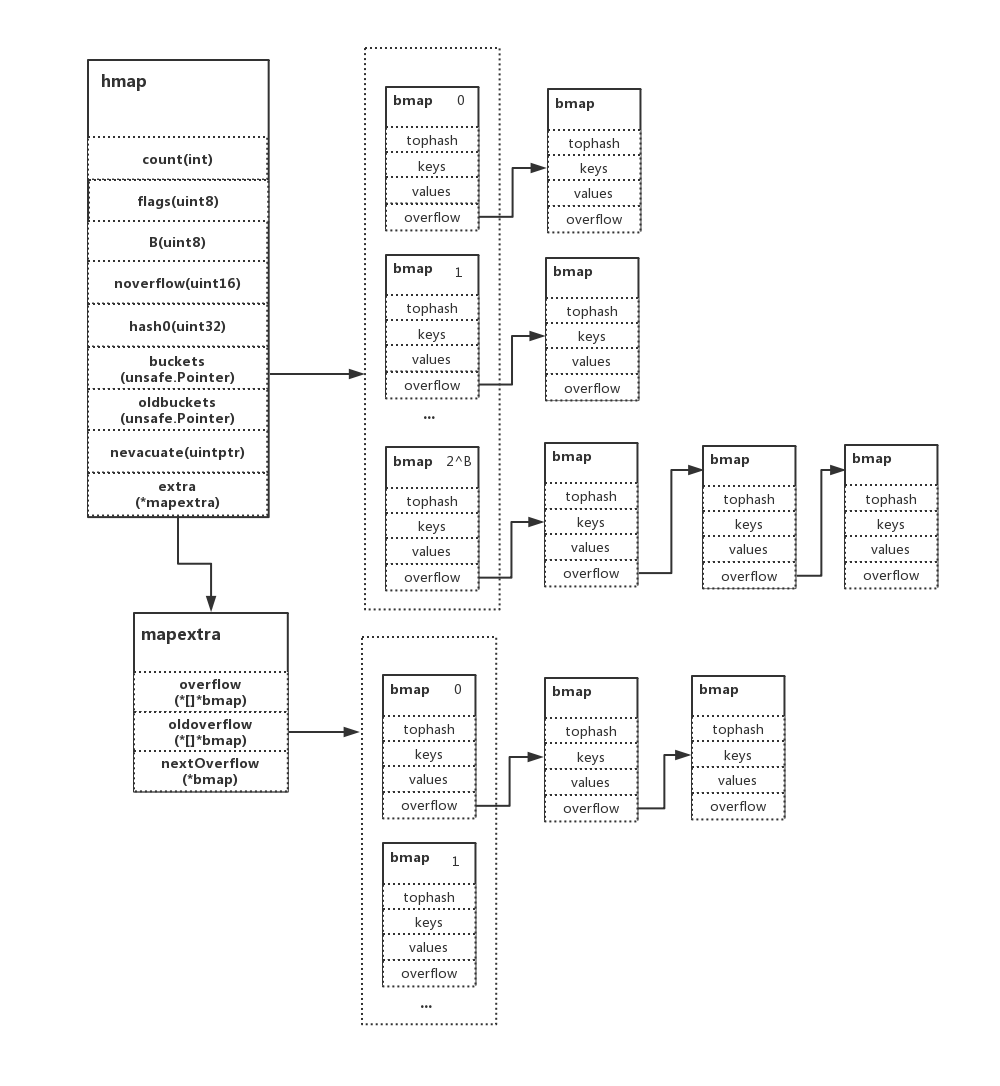 hmap
count(int)
flags(uint8)
B(uint8)
noverflow(uint16)
hash0(uint32)
buckets
(unsafe.Pointer)
oldbuckets
(unsafe.Pointer)
nevacuate(uintptr)
extra
(*mapextra)
bmap 0
tophash
keys
values
overflow
bmap
tophash
keys
values
overflow
bmap 1
tophash
keys
values
overflow
bmap
tophash
keys
values
overflow
...
bmap 2^B
tophash
keys
values
overflow
bmap
tophash
keys
values
overflow
bmap
tophash
keys
values
overflow
bmap
tophash
keys
values
overflow
mapextra
overflow
(*[]*bmap)
oldoverflow
(*[]*bmap)
nextOverflow
(*bmap)
bmap 0
tophash
keys
values
overflow
bmap
tophash
keys
values
overflow
bmap
tophash
keys
values
overflow
bmap 1
tophash
keys
values
overflow
...